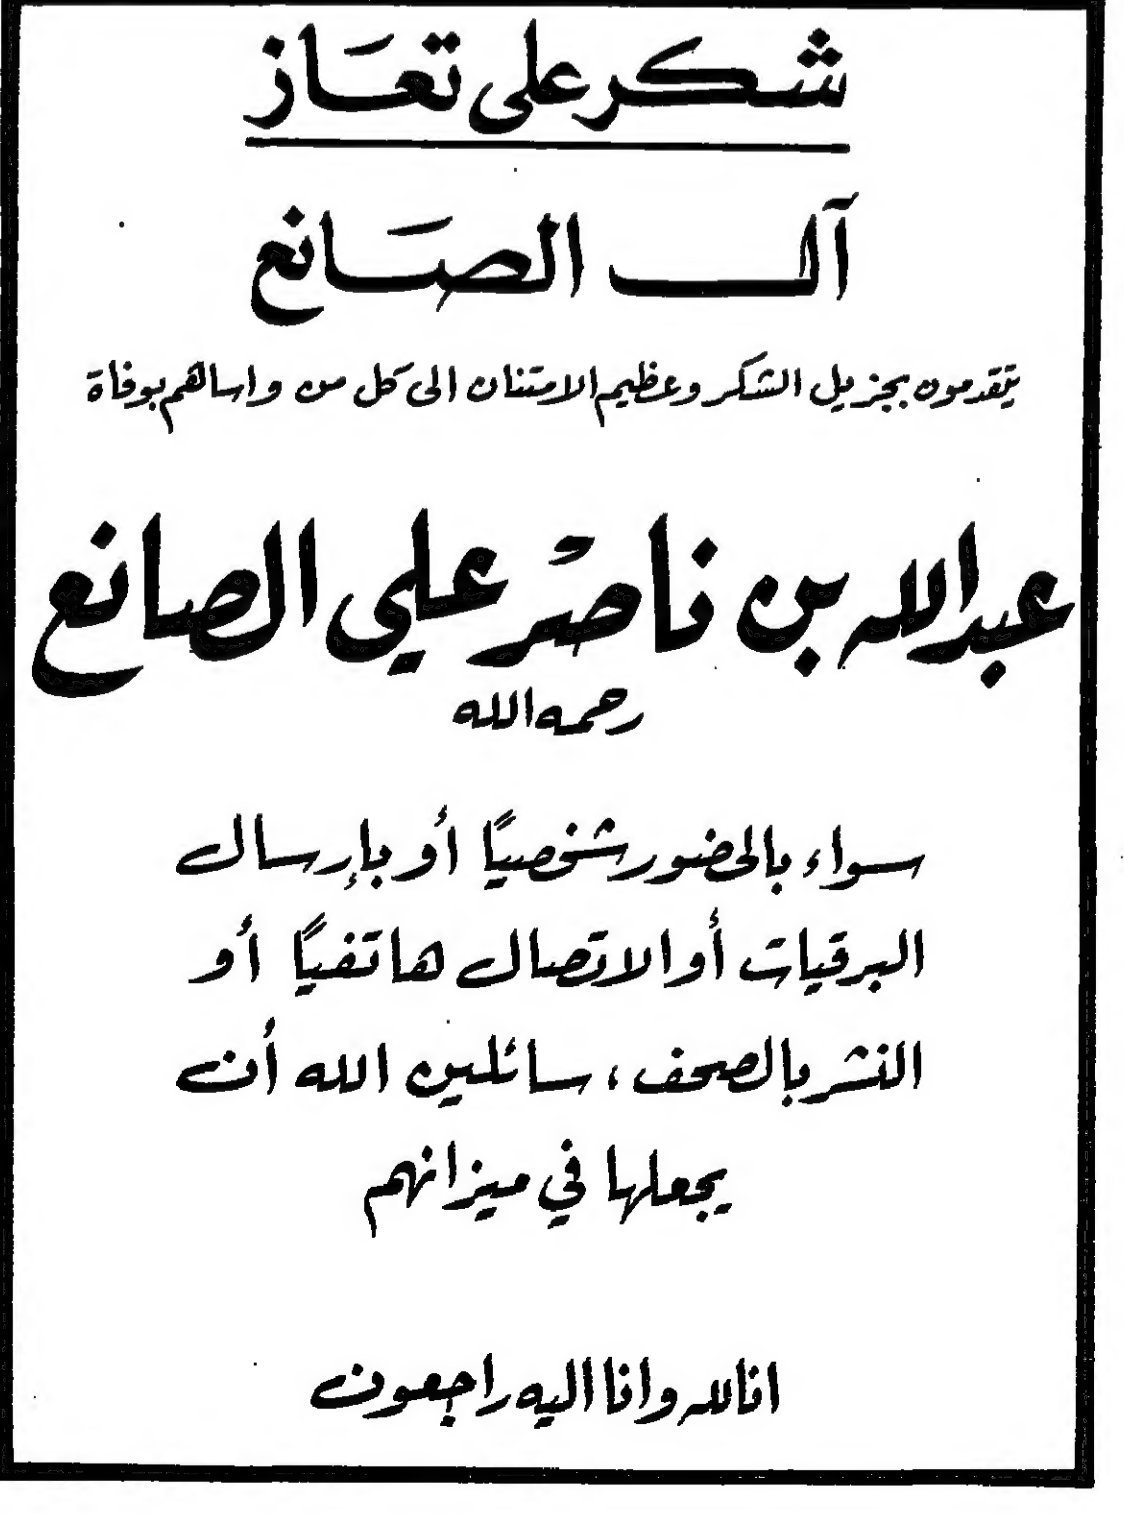 شكر على تعاز
آل الصانع
يتقدمون بجزيل الشكر وعظيم الامتنان الى كل من واساهم بوفاة
عبدالله بن ناصر علي الصانع
رحمه الله
سواء بالحضور شخصيًا أو بإرسال
البرقيات أو الاتصال هاتفيًا أو
النشر بالصحف، سائلين الله أن
يجعلها في ميزانهم
انا لله وانا اليه راجعون